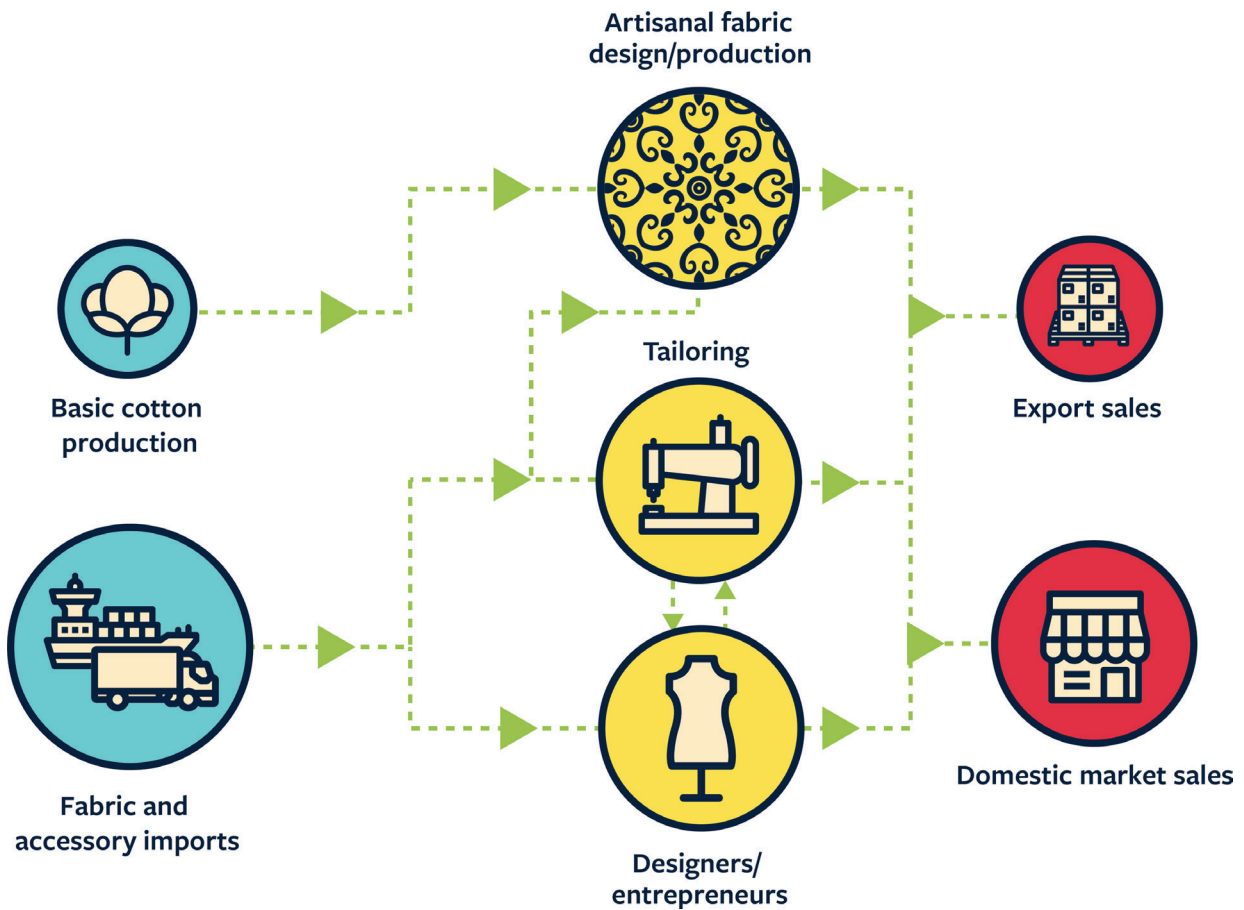 Artisanal fabric
design/production
Basic cotton
production
Tailoring
Export sales
Fabric and
accessory imports
Designers/
entrepreneurs
Domestic market sales